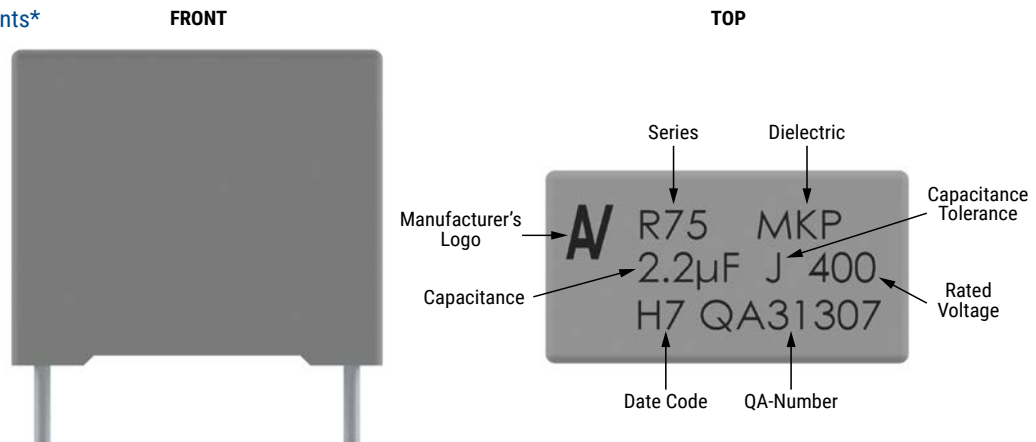 nts*
FRONT
TOP
Series
Dielectric
Capacitance
Tolerance
Manufacturer's
Logo
R75 MKP
2.2µF J 400
Capacitance
Rated
Voltage
H7 QA31307
Date Code
QA-Number